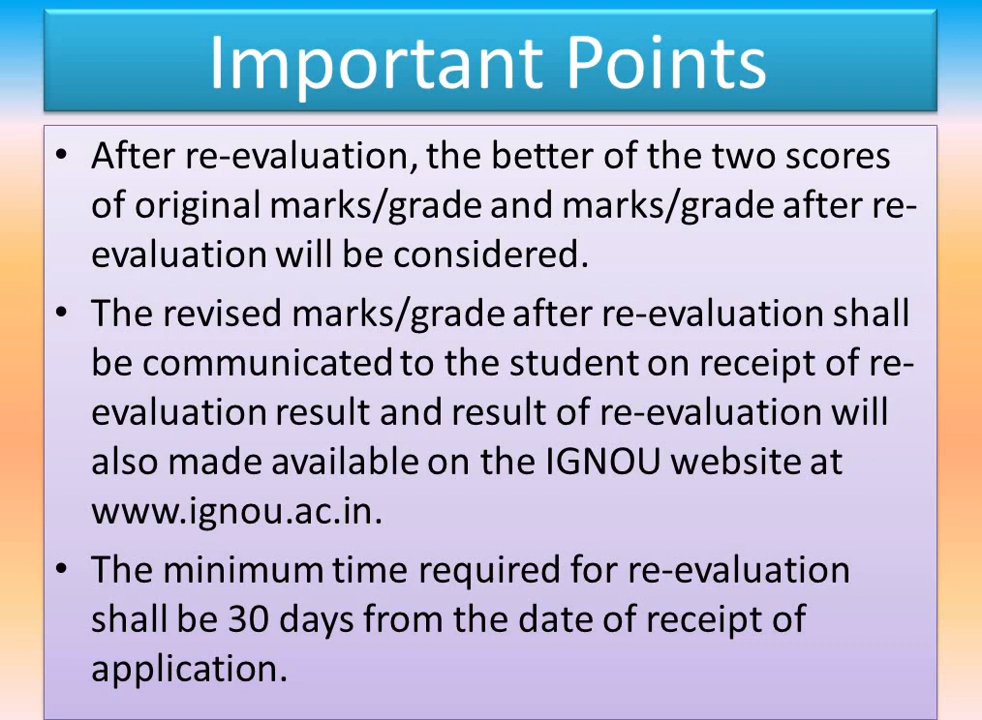 Important Points
• After re-evaluation, the better of the two scores
of original marks/grade and marks/grade after re-
evaluation will be considered.
• The revised marks/grade after re-evaluation shall
be communicated to the student on receipt of re-
evaluation result and result of re-evaluation will
also made available on the IGNOU website at
www.ignou.ac.in.
• The minimum time required for re-evaluation
shall be 30 days from the date of receipt of
application.